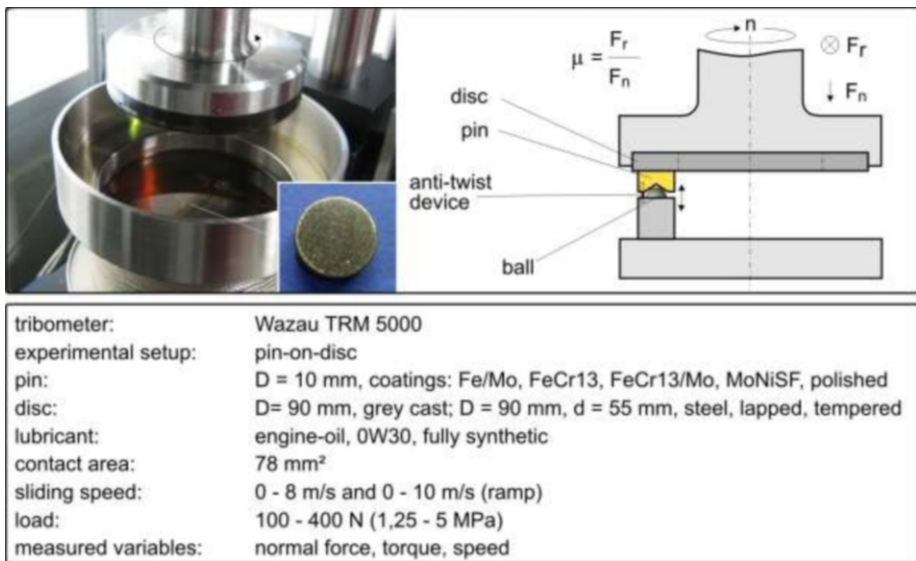 n
μ = Fr / Fn
⊗ Fr
↓ Fn
disc
pin
anti-twist
device
ball
tribometer: Wazau TRM 5000
experimental setup: pin-on-disc
pin: D = 10 mm, coatings: Fe/Mo, FeCr13, FeCr13/Mo, MoNiSF, polished
disc: D= 90 mm, grey cast; D = 90 mm, d = 55 mm, steel, lapped, tempered
lubricant: engine-oil, 0W30, fully synthetic
contact area: 78 mm²
sliding speed: 0 - 8 m/s and 0 - 10 m/s (ramp)
load: 100 - 400 N (1,25 - 5 MPa)
measured variables: normal force, torque, speed